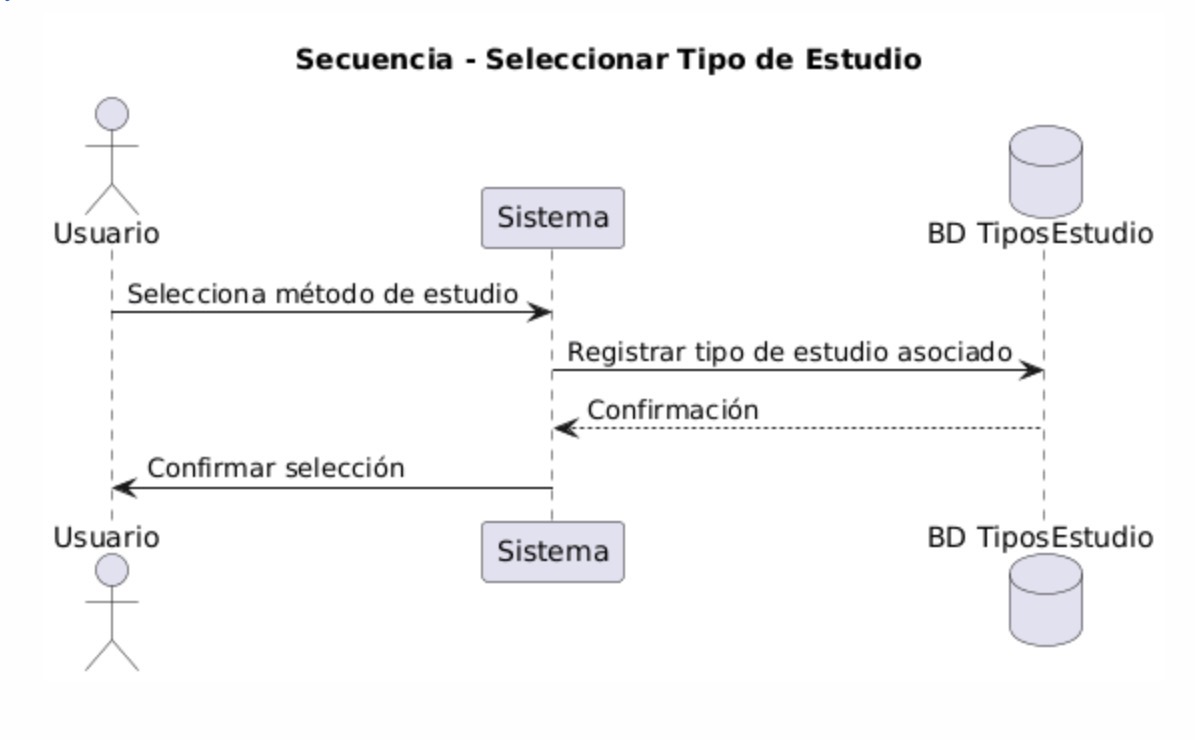 Secuencia - Seleccionar Tipo de Estudio
Usuario
Sistema
BD TiposEstudio
Selecciona método de estudio
Registrar tipo de estudio asociado
Confirmación
Confirmar selección
Usuario
Sistema
BD TiposEstudio